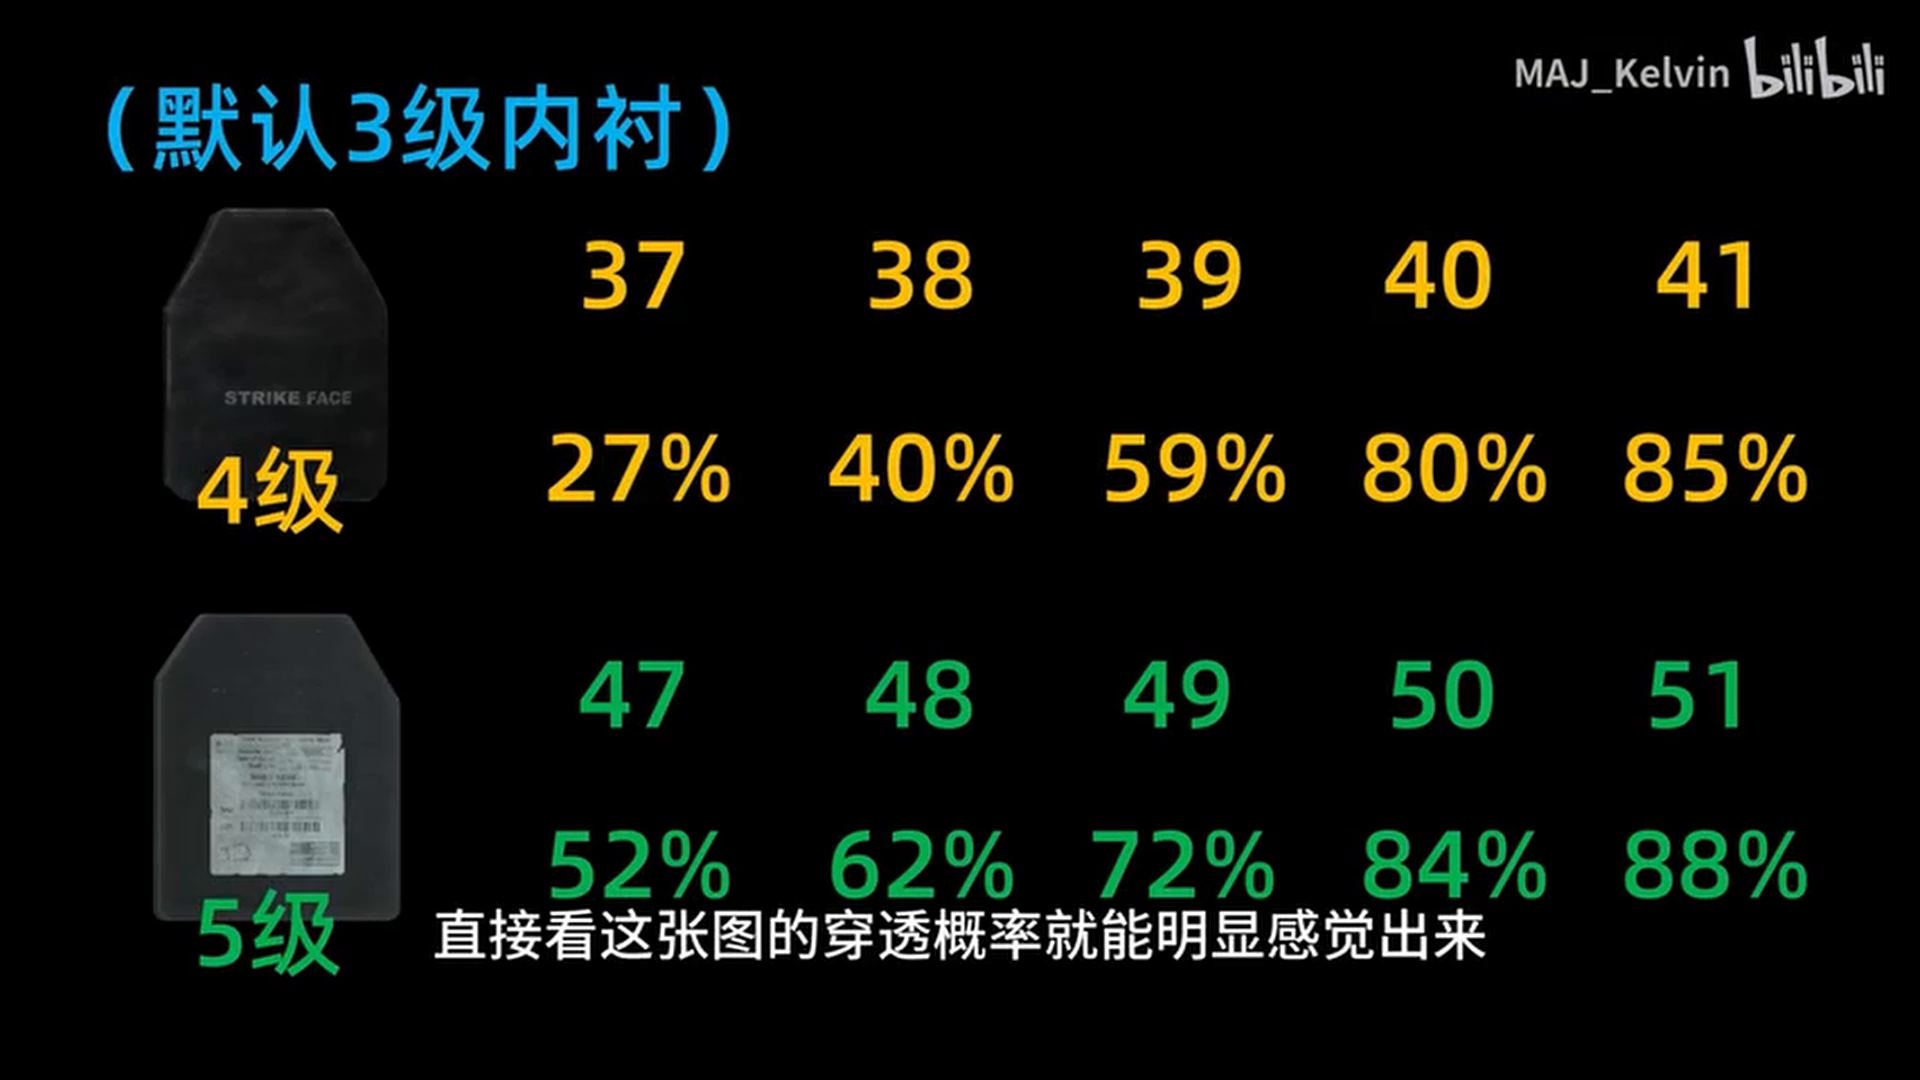 MAJ_Kelvin bilibili
(默认3级内衬)
37 38 39 40 41
STRIKE FACE
27% 40% 59% 80% 85%
4级
47 48 49 50 51
52% 62% 72% 84% 88%
5级
直接看这张图的穿透概率就能明显感觉出来